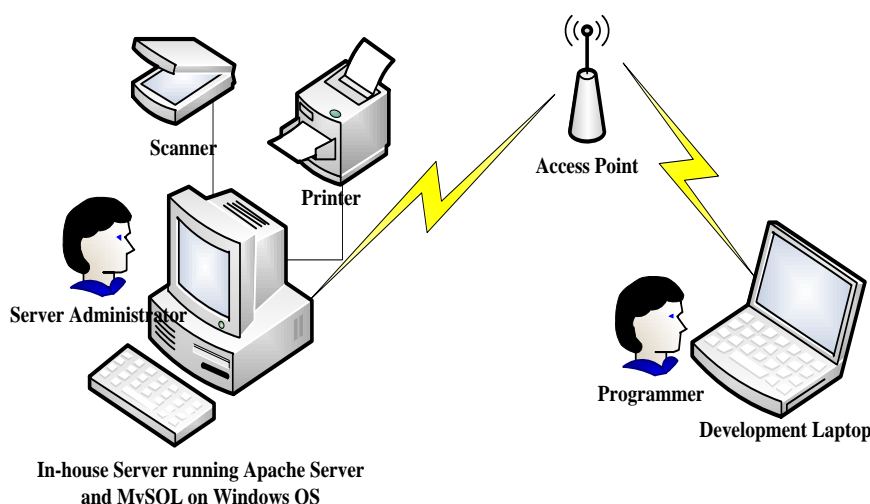 Scanner
Printer
Access Point
Server Administrator
Programmer
Development Laptop
In-house Server running Apache Server
and MySQL on Windows OS